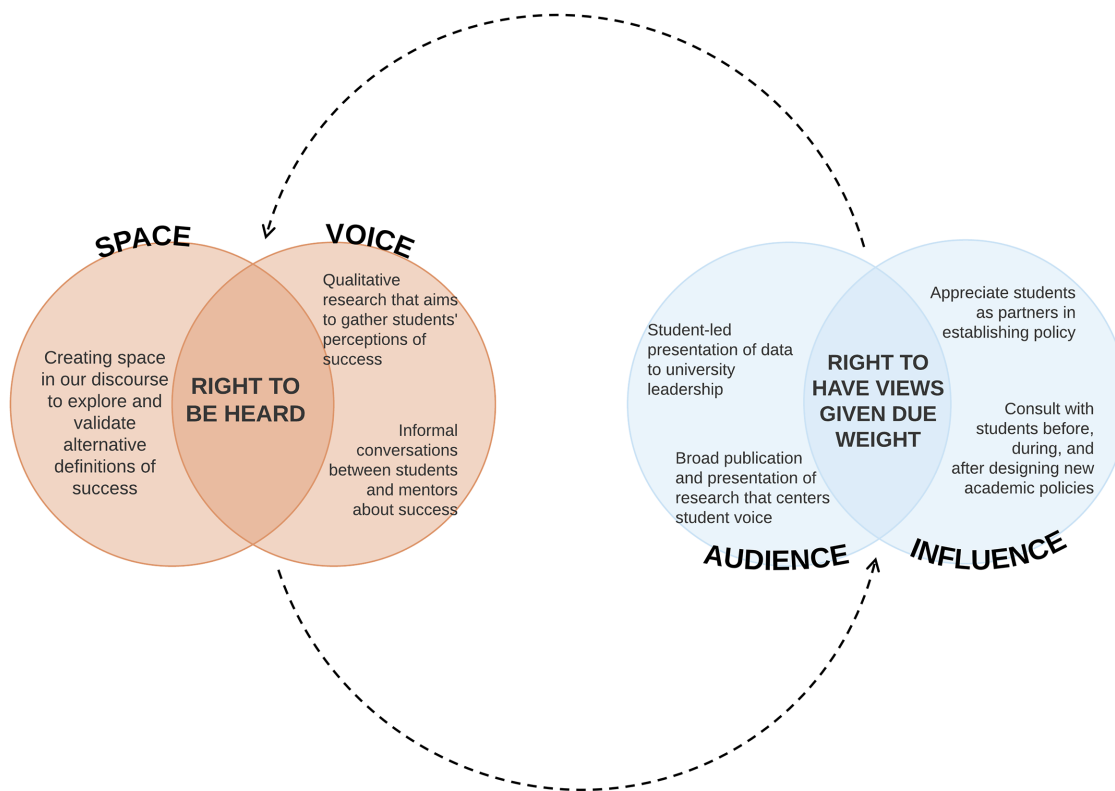 SPACE
Creating space
in our discourse
to explore and
validate
alternative
definitions of
success
RIGHT TO
BE HEARD
VOICE
Qualitative
research that aims
to gather students'
perceptions of
success
Informal
conversations
between students
and mentors
about success
Student-led
presentation of data
to university
leadership
Broad publication
and presentation of
research that centers
student voice
AUDIENCE
RIGHT TO
HAVE VIEWS
GIVEN DUE
WEIGHT
Appreciate students
as partners in
establishing policy
Consult with
students before,
during, and
after designing new
academic policies
INFLUENCE